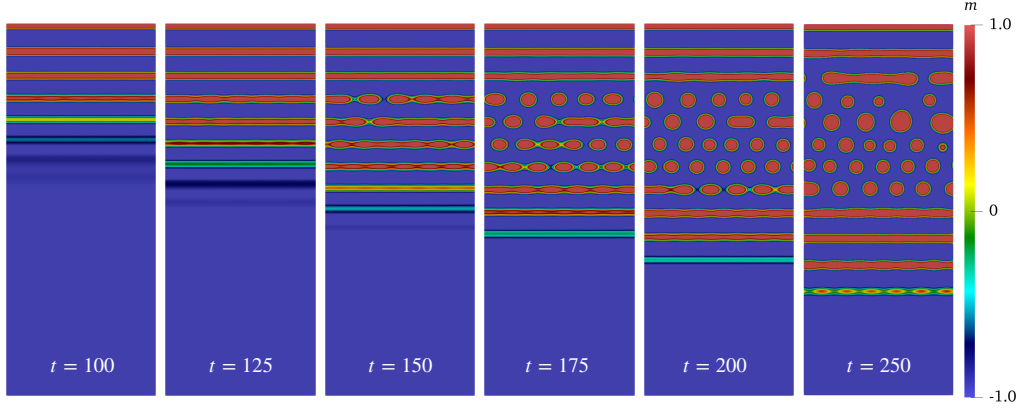 m
1.0
0
-1.0
t = 100
t = 125
t = 150
t = 175
t = 200
t = 250